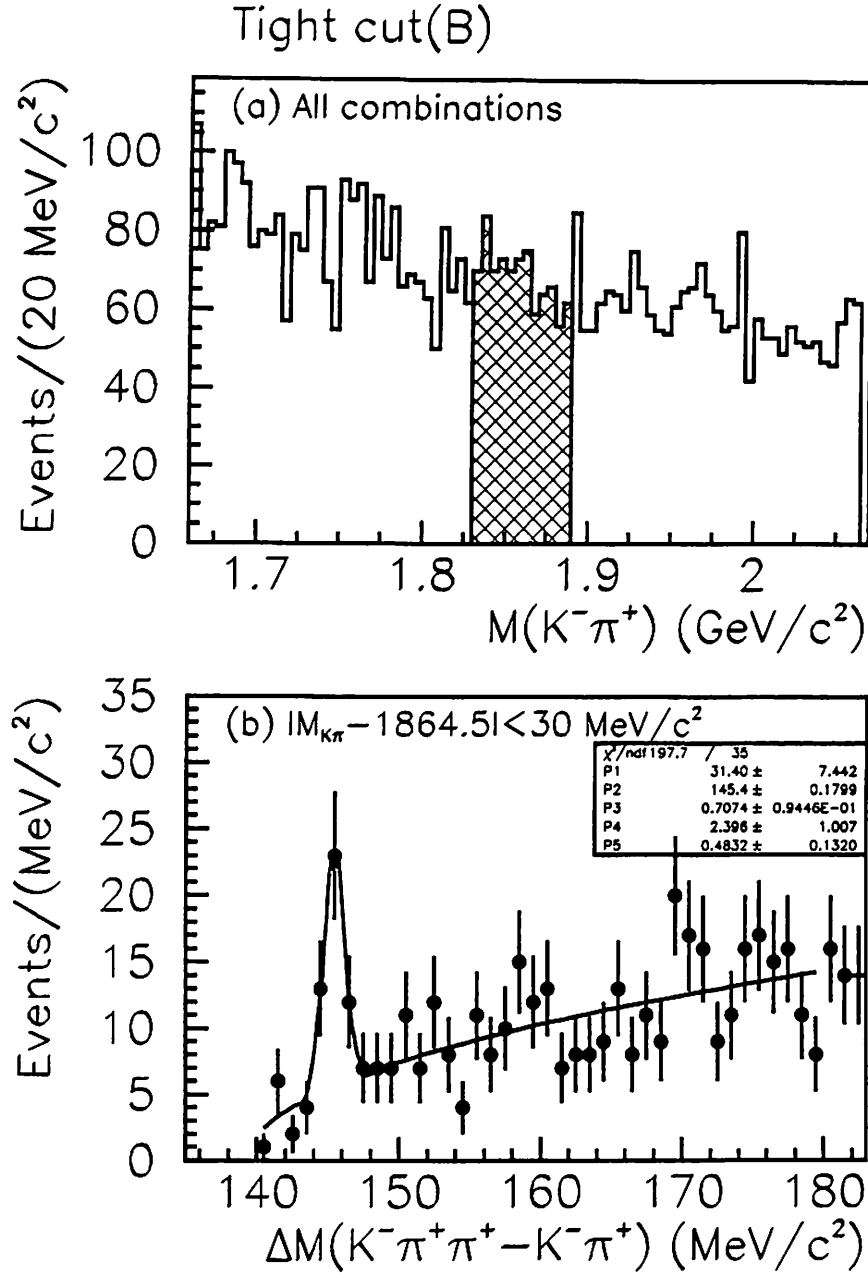 Tight cut(B)
(a) All combinations
Events/(20 MeV/c²)
100
80
60
40
20
0
1.7 1.8 1.9 2
M(K⁻π⁺) (GeV/c²)
(b) |M_Kπ−1864.5|<30 MeV/c²
χ²/ndf 197.7 / 35
P1 31.40 ± 7.442
P2 145.4 ± 0.1799
P3 0.7074 ± 0.9446E-01
P4 2.396 ± 1.007
P5 0.4832 ± 0.1320
Events/(MeV/c²)
35
30
25
20
15
10
5
0
140 150 160 170 180
ΔM(K⁻π⁺π⁺−K⁻π⁺) (MeV/c²)